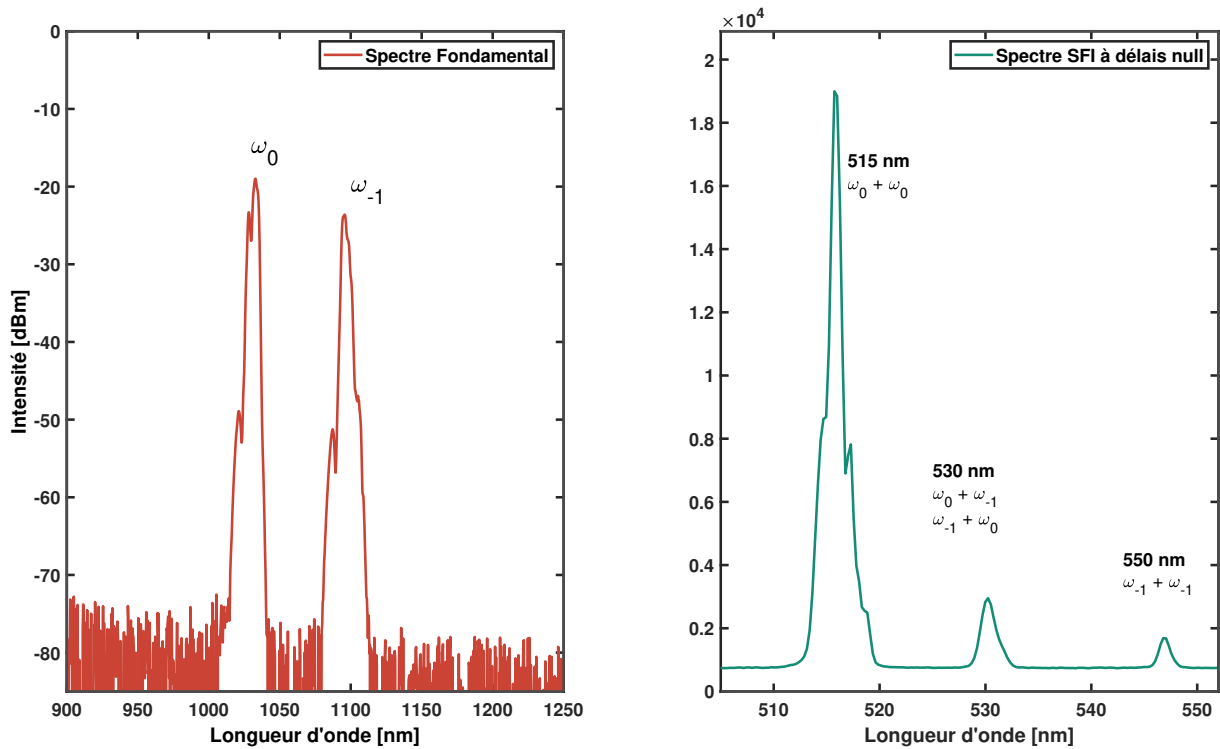 Spectre Fondamental
ω0
ω-1
0
-10
-20
-30
-40
-50
-60
-70
-80
Intensité [dBm]
900
950
1000
1050
1100
1150
1200
1250
Longueur d'onde [nm]
×10^4
Spectre SFI à délais null
515 nm
ω0 + ω0
530 nm
ω0 + ω-1
ω-1 + ω0
550 nm
ω-1 + ω-1
2
1.8
1.6
1.4
1.2
1
0.8
0.6
0.4
0.2
0
510
520
530
540
550
Longueur d'onde [nm]